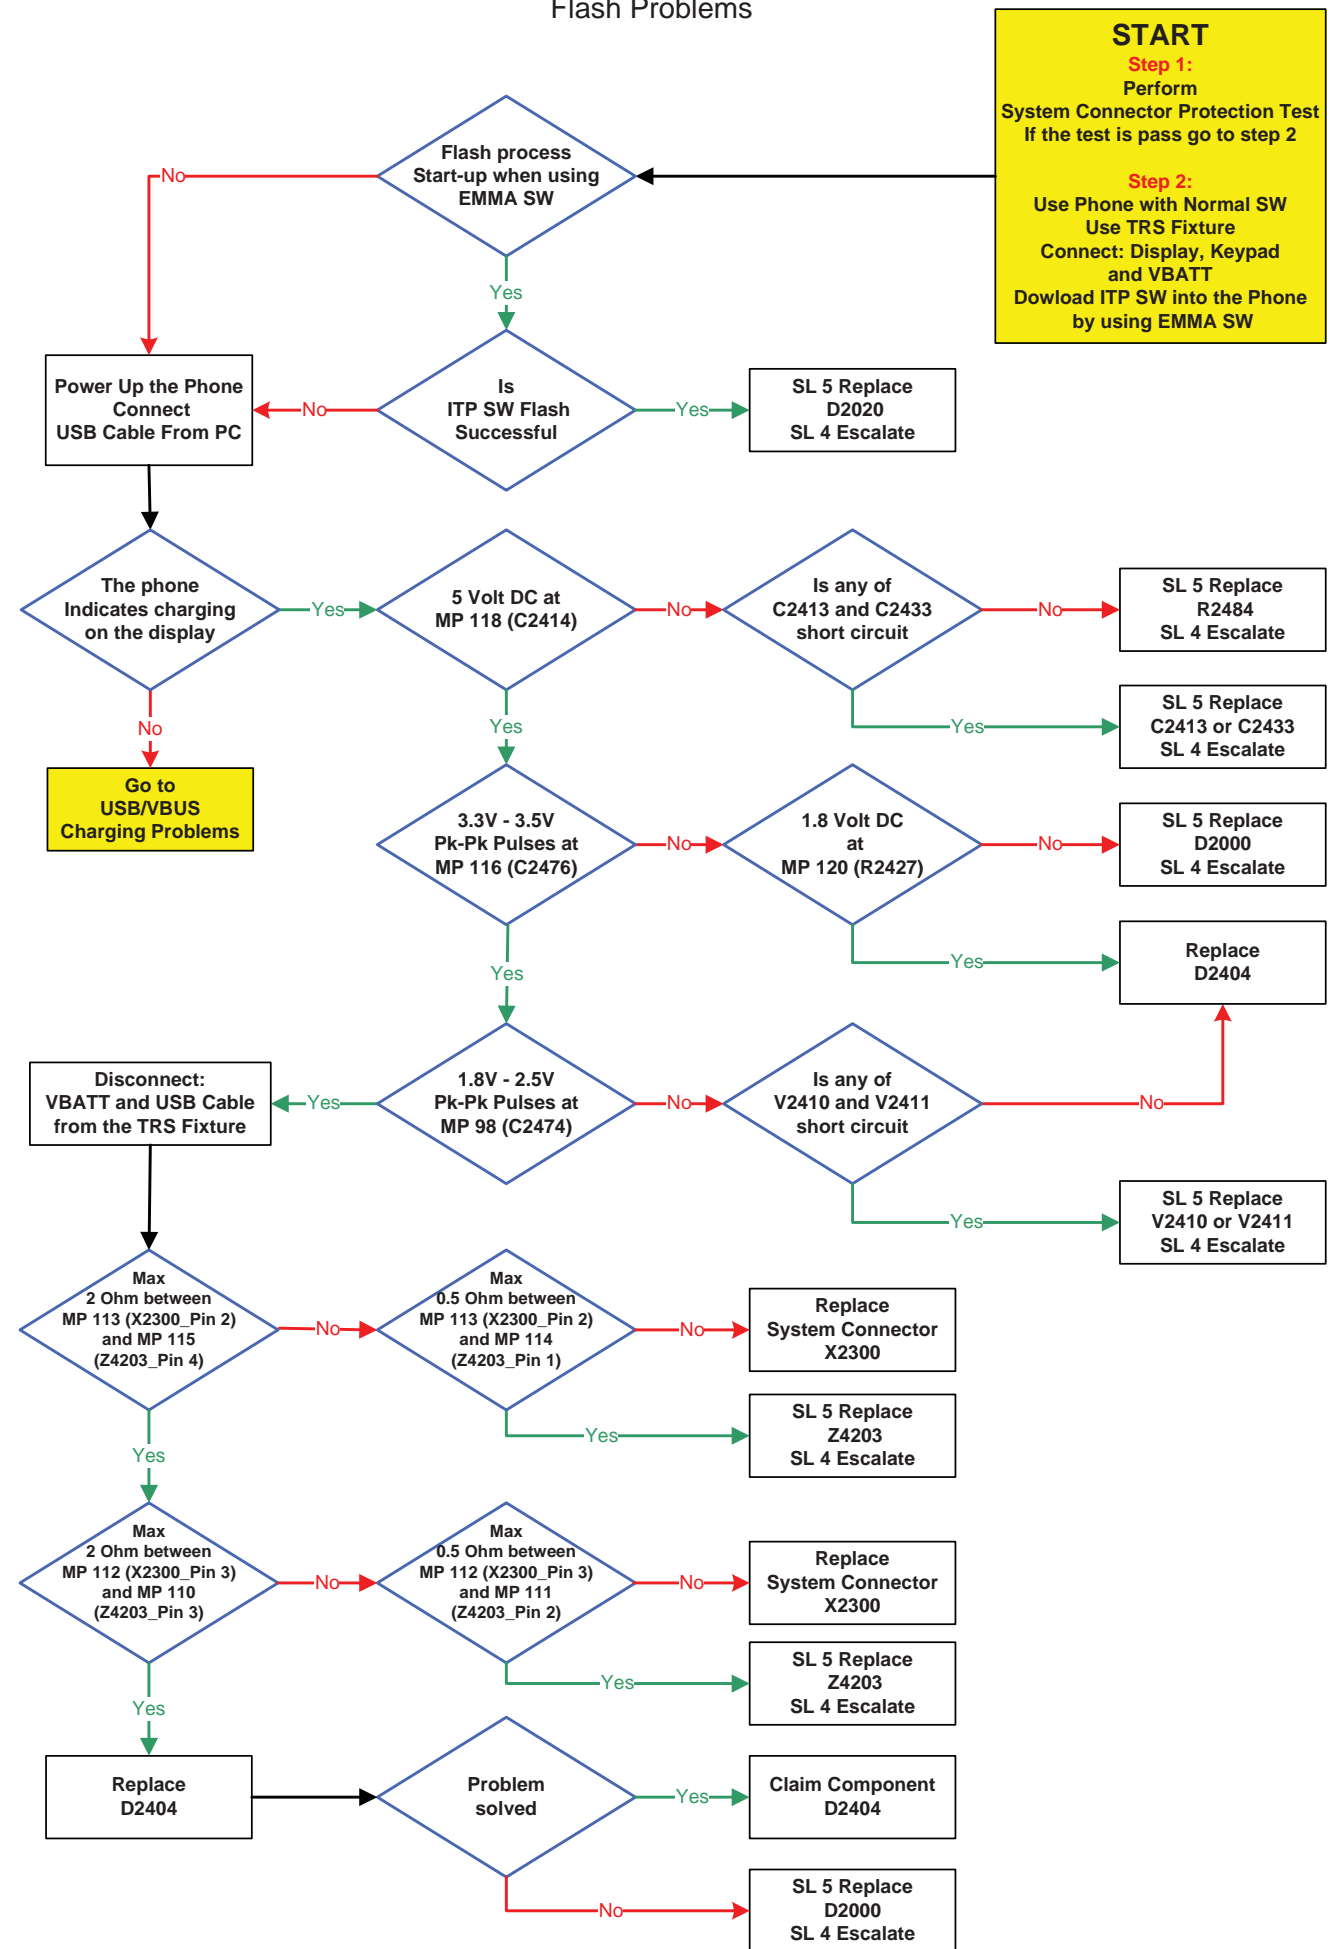 Flash Problems
START
Step 1:
Perform
System Connector Protection Test
If the test is pass go to step 2
Step 2:
Use Phone with Normal SW
Use TRS Fixture
Connect: Display, Keypad
and VBATT
Dowload ITP SW into the Phone
by using EMMA SW
Flash process
Start-up when using
EMMA SW
No
Yes
Power Up the Phone
Connect
USB Cable From PC
No
Is
ITP SW Flash
Successful
Yes
SL 5 Replace
D2020
SL 4 Escalate
The phone
Indicates charging
on the display
Yes
5 Volt DC at
MP 118 (C2414)
No
Is any of
C2413 and C2433
short circuit
No
SL 5 Replace
R2484
SL 4 Escalate
Yes
SL 5 Replace
C2413 or C2433
SL 4 Escalate
No
Yes
Go to
USB/VBUS
Charging Problems
3.3V - 3.5V
Pk-Pk Pulses at
MP 116 (C2476)
No
1.8 Volt DC
at
MP 120 (R2427)
No
SL 5 Replace
D2000
SL 4 Escalate
Yes
Yes
Replace
D2404
Disconnect:
VBATT and USB Cable
from the TRS Fixture
Yes
1.8V - 2.5V
Pk-Pk Pulses at
MP 98 (C2474)
No
Is any of
V2410 and V2411
short circuit
No
Yes
SL 5 Replace
V2410 or V2411
SL 4 Escalate
Max
2 Ohm between
MP 113 (X2300_Pin 2)
and MP 115
(Z4203_Pin 4)
No
Max
0.5 Ohm between
MP 113 (X2300_Pin 2)
and MP 114
(Z4203_Pin 1)
No
Replace
System Connector
X2300
Yes
SL 5 Replace
Z4203
SL 4 Escalate
Yes
Max
2 Ohm between
MP 112 (X2300_Pin 3)
and MP 110
(Z4203_Pin 3)
No
Max
0.5 Ohm between
MP 112 (X2300_Pin 3)
and MP 111
(Z4203_Pin 2)
No
Replace
System Connector
X2300
Yes
SL 5 Replace
Z4203
SL 4 Escalate
Yes
Replace
D2404
Problem
solved
Yes
Claim Component
D2404
No
SL 5 Replace
D2000
SL 4 Escalate